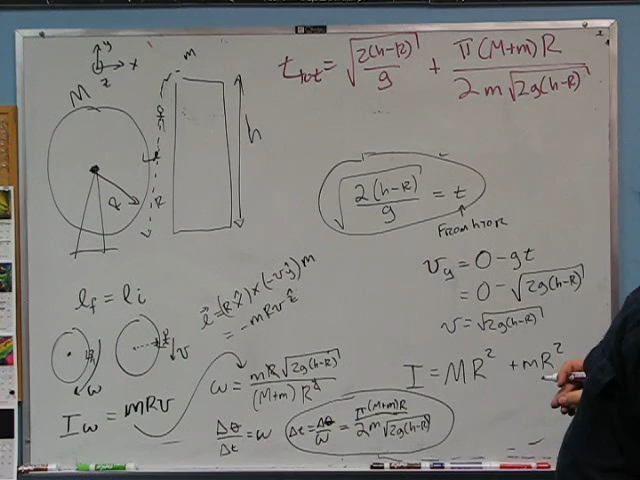 t_tot = √(2(h-R)/g) + π(M+m)R / 2m√(2g(h-R))
y
x
z
m
M
h
R
R
√(2(h-R)/g) = t
From h to R
v_y = 0 - gt
= 0 - √(2g(h-R))
v = √(2g(h-R))
l_f = l_i
l⃗ = (R x̂) × (-v ŷ) m
= -mRv ẑ
v
ω
Iω = mRv
ω = mR√(2g(h-R)) / (M+m)R²
I = MR² + mR²
Δθ/Δt = ω
Δt = Δθ/ω = π(M+m)R / 2m√(2g(h-R))